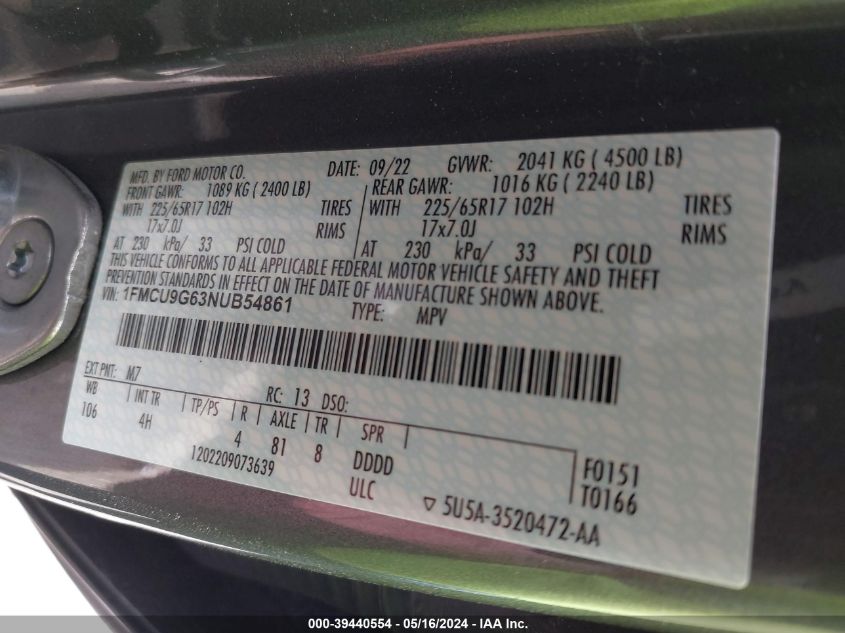 MFD. BY FORD MOTOR CO. DATE: 09/22 GVWR: 2041 KG ( 4500 LB)
FRONT GAWR: 1089 KG ( 2400 LB) REAR GAWR: 1016 KG ( 2240 LB)
WITH 225/65R17 102H TIRES WITH 225/65R17 102H TIRES
17x7.0J RIMS 17x7.0J RIMS
AT 230 kPa/ 33 PSI COLD AT 230 kPa/ 33 PSI COLD
THIS VEHICLE CONFORMS TO ALL APPLICABLE FEDERAL MOTOR VEHICLE SAFETY AND THEFT
PREVENTION STANDARDS IN EFFECT ON THE DATE OF MANUFACTURE SHOWN ABOVE.
VIN: 1FMCU9G63NUB54861
TYPE: MPV
EXT PNT: M7 RC: 13 DSO:
WB INT TR TP/PS R AXLE TR SPR
106 4H 4 81 8 DDDD F0151
1202209073639 ULC T0166
5U5A-3520472-AA
000-39440554 - 05/16/2024 - IAA Inc.